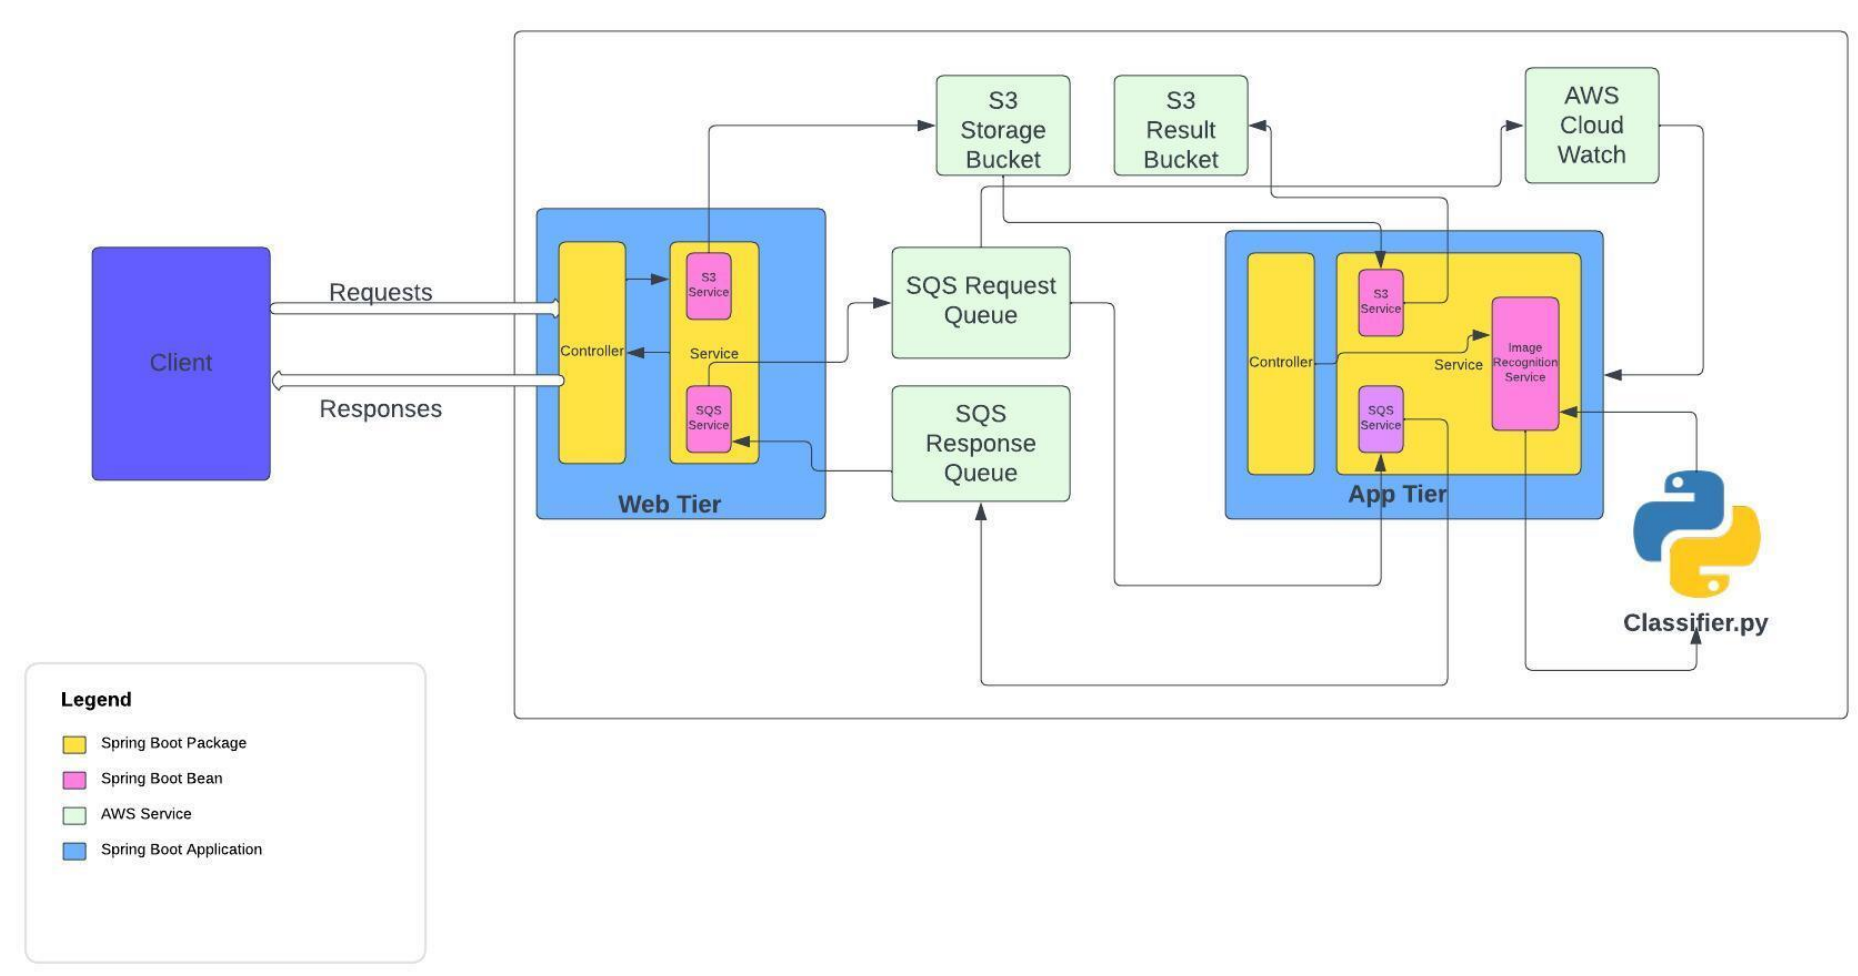 S3
Storage
Bucket
S3
Result
Bucket
AWS
Cloud
Watch
Requests
Client
Responses
Controller
S3
Service
Service
SQS
Service
Web Tier
SQS Request
Queue
SQS
Response
Queue
Controller
S3
Service
Service
SQS
Service
Image
Recognition
Service
App Tier
Classifier.py
Legend
Spring Boot Package
Spring Boot Bean
AWS Service
Spring Boot Application